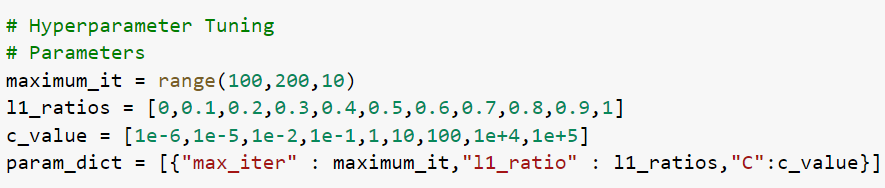 # Hyperparameter Tuning
# Parameters
maximum_it = range(100,200,10)
l1_ratios = [0,0.1,0.2,0.3,0.4,0.5,0.6,0.7,0.8,0.9,1]
c_value = [1e-6,1e-5,1e-2,1e-1,1,10,100,1e+4,1e+5]
param_dict = [{"max_iter" : maximum_it,"l1_ratio" : l1_ratios,"C":c_value}]